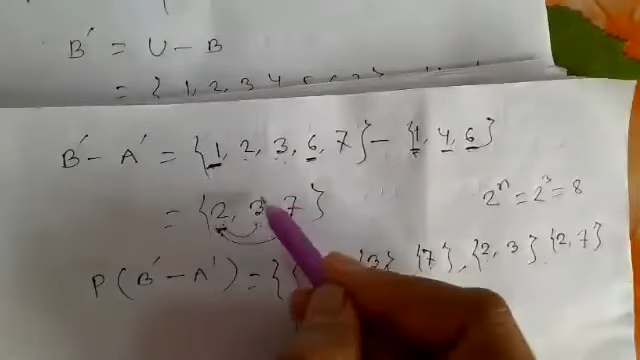 B′ = U − B
= { 1, 2, 3
B′ − A′ = {1, 2, 3, 6, 7} − {1, 4, 6}
= {2, 3, 7}
2ⁿ = 2³ = 8
P(B′ − A′) = { {3} {7}, {2, 3} {2, 7}